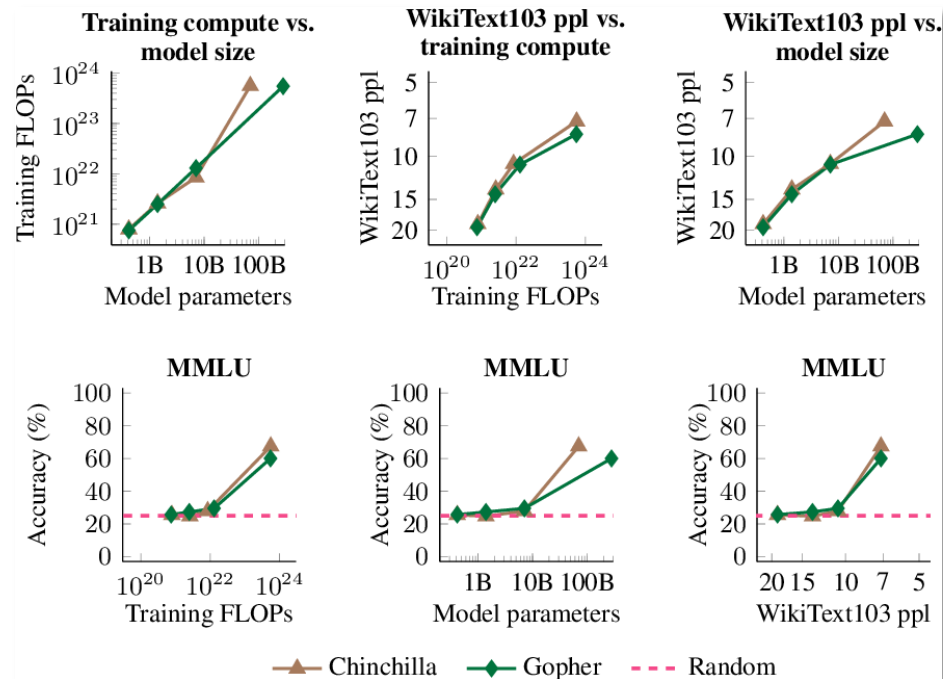 Training compute vs.
model size
10^24
10^23
10^22
10^21
Training FLOPs
1B 10B 100B
Model parameters
WikiText103 ppl vs.
training compute
5
7
10
15
20
WikiText103 ppl
10^20 10^22 10^24
Training FLOPs
WikiText103 ppl vs.
model size
5
7
10
15
20
WikiText103 ppl
1B 10B 100B
Model parameters
MMLU
100
80
60
40
20
0
Accuracy (%)
10^20 10^22 10^24
Training FLOPs
MMLU
100
80
60
40
20
0
Accuracy (%)
1B 10B 100B
Model parameters
MMLU
100
80
60
40
20
0
Accuracy (%)
20 15 10 7 5
WikiText103 ppl
Chinchilla Gopher Random